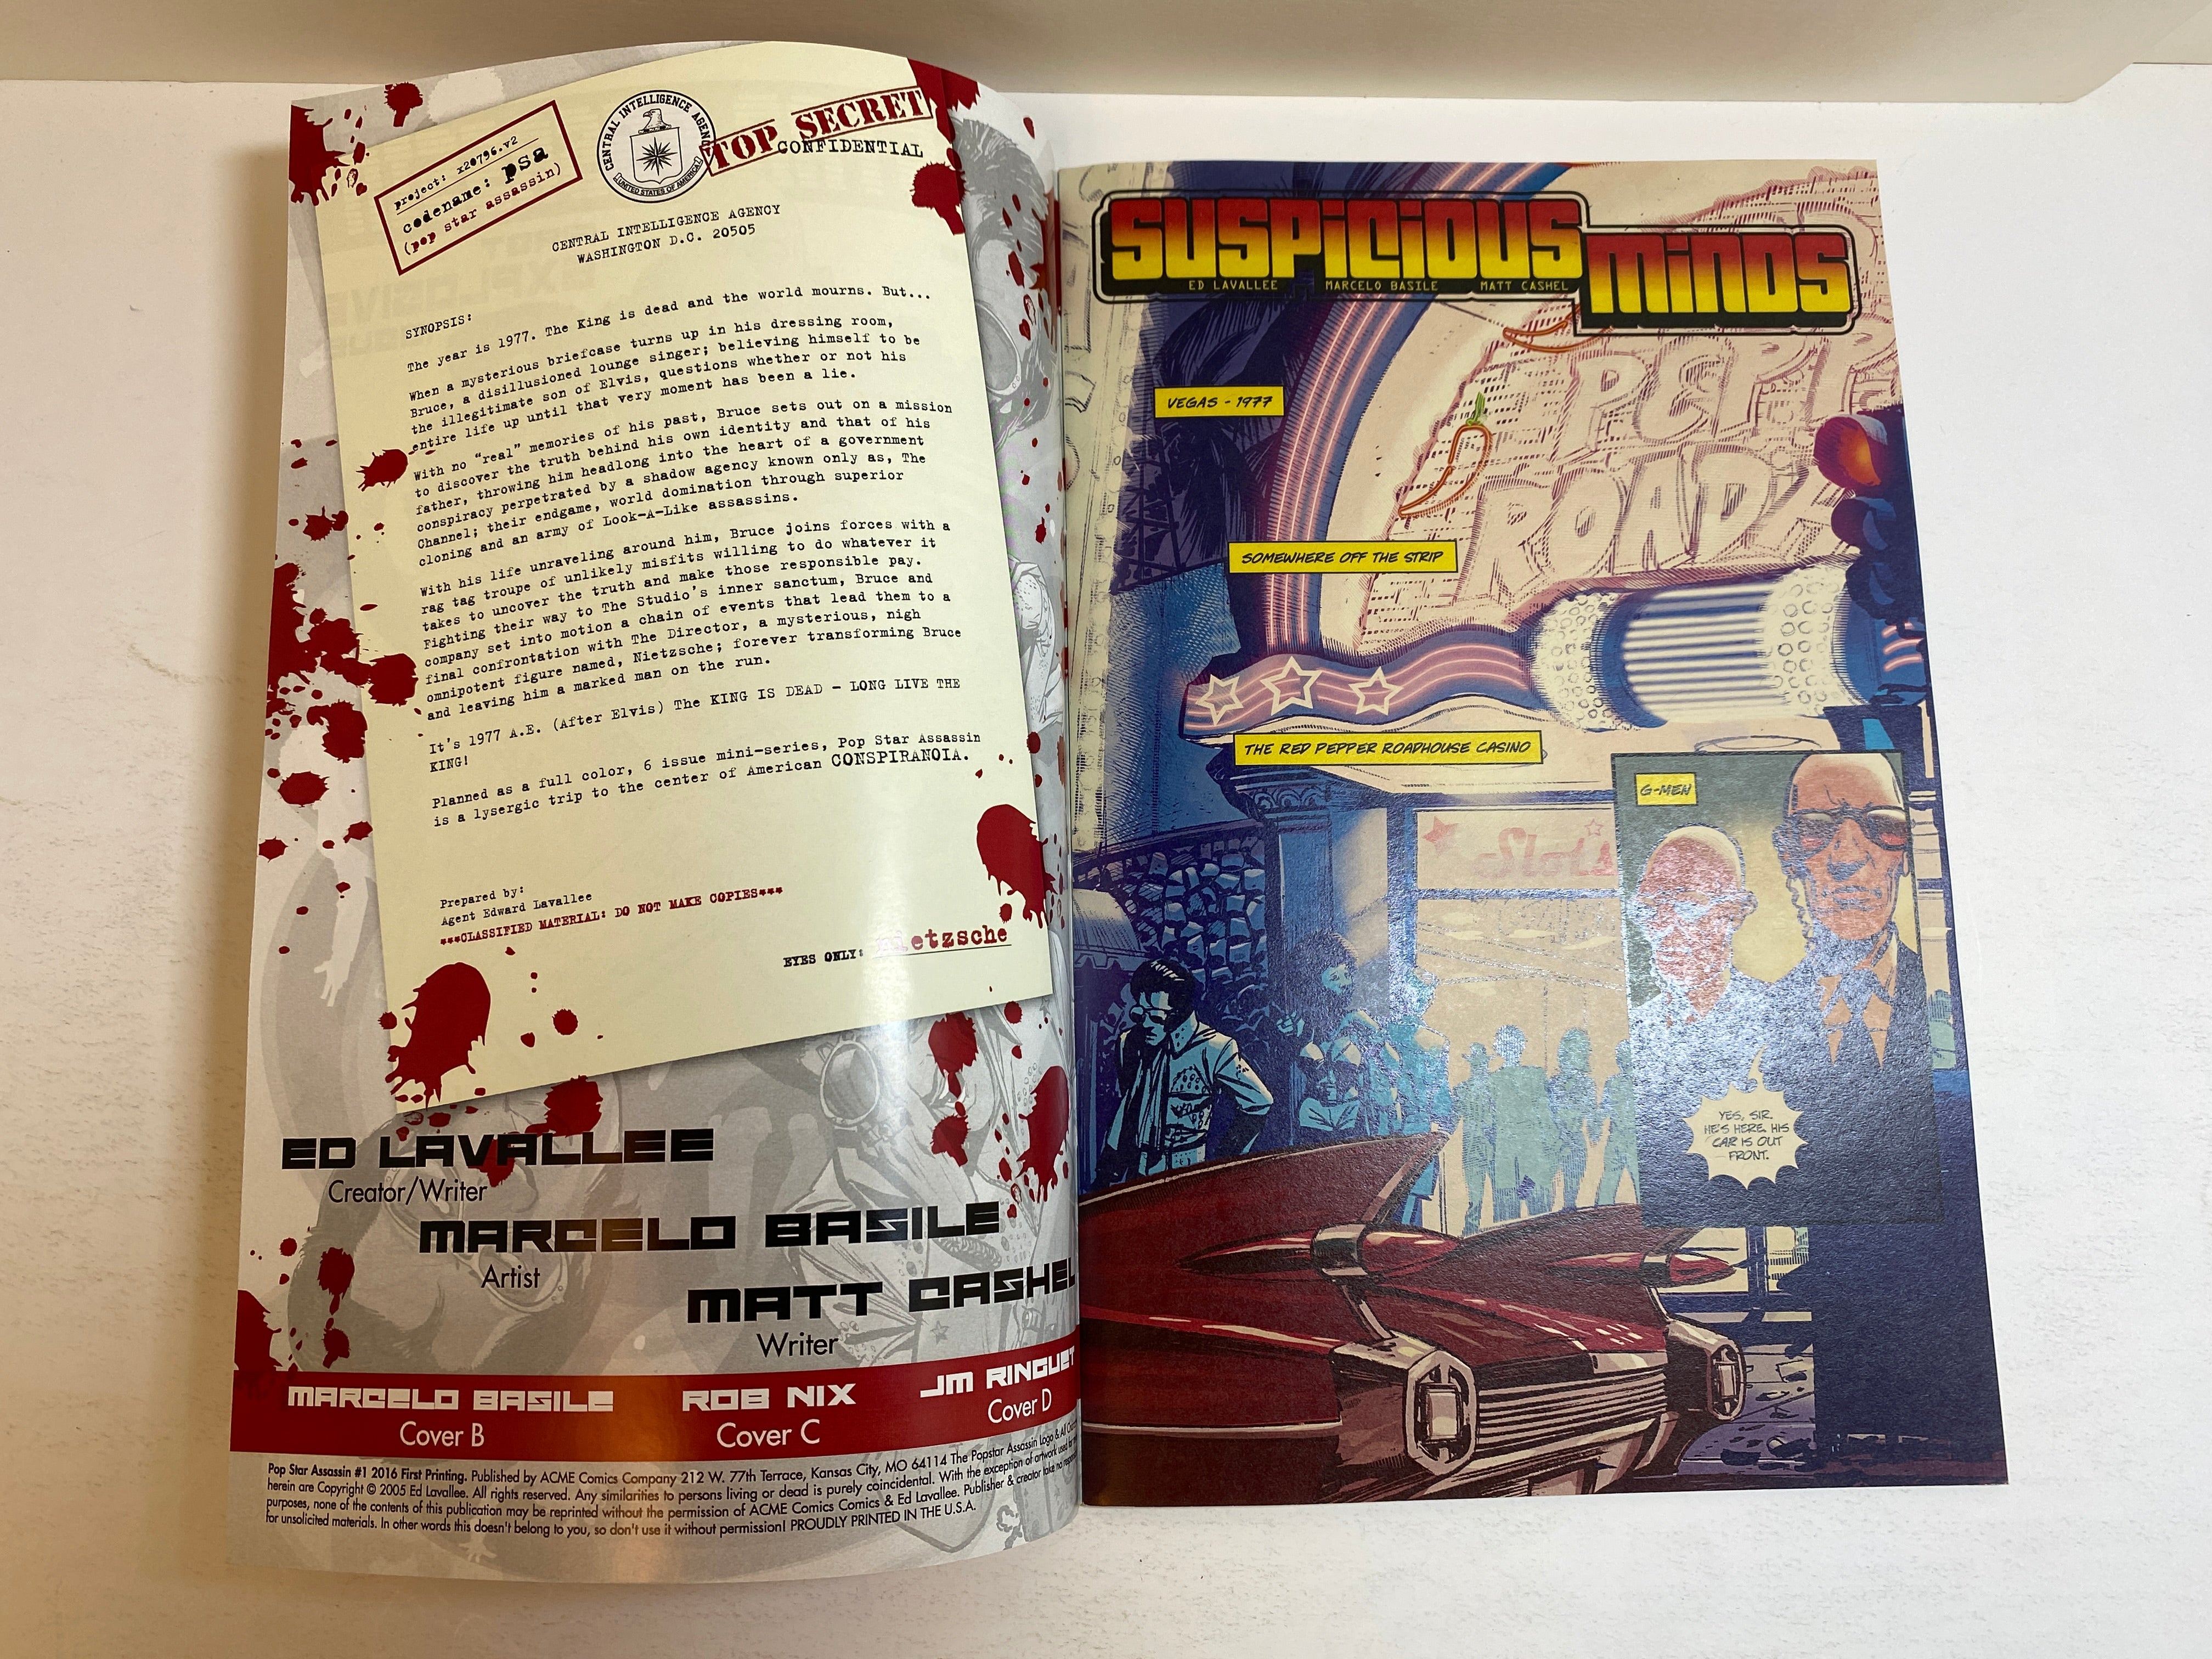 project: x20796.v2
codename: psa
(pop star assassin)
CENTRAL INTELLIGENCE AGENCY
UNITED STATES OF AMERICA
TOP SECRET
CONFIDENTIAL
CENTRAL INTELLIGENCE AGENCY
WASHINGTON D.C. 20505
SYNOPSIS:
The year is 1977. The King is dead and the world mourns. But...
When a mysterious briefcase turns up in his dressing room,
Bruce, a disillusioned lounge singer; believing himself to be
the illegitimate son of Elvis, questions whether or not his
entire life up until that very moment has been a lie.
With no "real" memories of his past, Bruce sets out on a mission
to discover the truth behind his own identity and that of his
father, throwing him headlong into the heart of a government
conspiracy perpetrated by a shadow agency known only as, The
Channel; their endgame, world domination through superior
cloning and an army of Look-A-Like assassins.
With his life unraveling around him, Bruce joins forces with a
rag tag troupe of unlikely misfits willing to do whatever it
takes to uncover the truth and make those responsible pay.
Fighting their way to The Studio's inner sanctum, Bruce and
company set into motion a chain of events that lead them to a
final confrontation with The Director, a mysterious, nigh
omnipotent figure named, Nietzsche; forever transforming Bruce
and leaving him a marked man on the run.
It's 1977 A.E. (After Elvis) The KING IS DEAD – LONG LIVE THE
KING!
Planned as a full color, 6 issue mini-series, Pop Star Assassin
is a lysergic trip to the center of American CONSPIRANOIA.
Prepared by:
Agent Edward Lavallee
***CLASSIFIED MATERIAL: DO NOT MAKE COPIES***
EYES ONLY: Nietzsche
ED LAVALLEE
Creator/Writer
MARCELO BASILE
Artist
MATT CASHEL
Writer
MARCELO BASILE
Cover B
ROB NIX
Cover C
JM RINGUET
Cover D
Pop Star Assassin #1 2016 First Printing. Published by ACME Comics Company 212 W. 77th Terrace, Kansas City, MO 64114 The Popstar Assassin Logo & All
herein are Copyright © 2005 Ed Lavallee. All rights reserved. Any similarities to persons living or dead is purely coincidental. With the exception of artwork used for
purposes, none of the contents of this publication may be reprinted without the permission of ACME Comics Comics & Ed Lavallee. Publisher & creator take no
for unsolicited materials. In other words this doesn't belong to you, so don't use it without permission! PROUDLY PRINTED IN THE U.S.A.
SUSPICIOUS MINDS
ED LAVALLEE MARCELO BASILE MATT CASHEL
VEGAS - 1977
PEPP
ROAD
SOMEWHERE OFF THE STRIP
THE RED PEPPER ROADHOUSE CASINO
Slots
G-MEN
YES, SIR.
HE'S HERE. HIS
CAR IS OUT
FRONT.